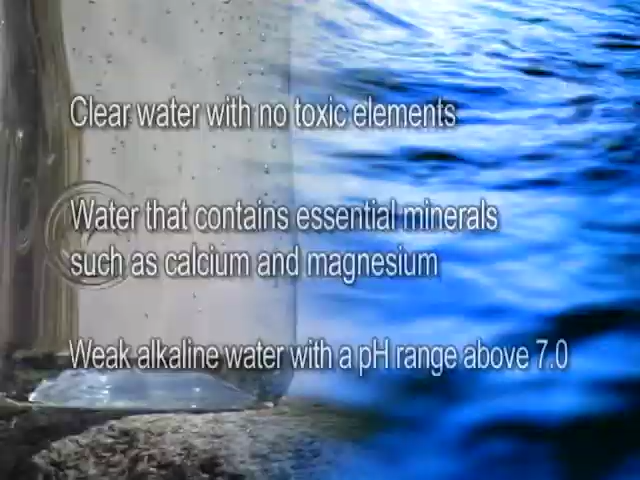 Clear water with no toxic elements
Water that contains essential minerals
such as calcium and magnesium
Weak alkaline water with a pH range above 7.0